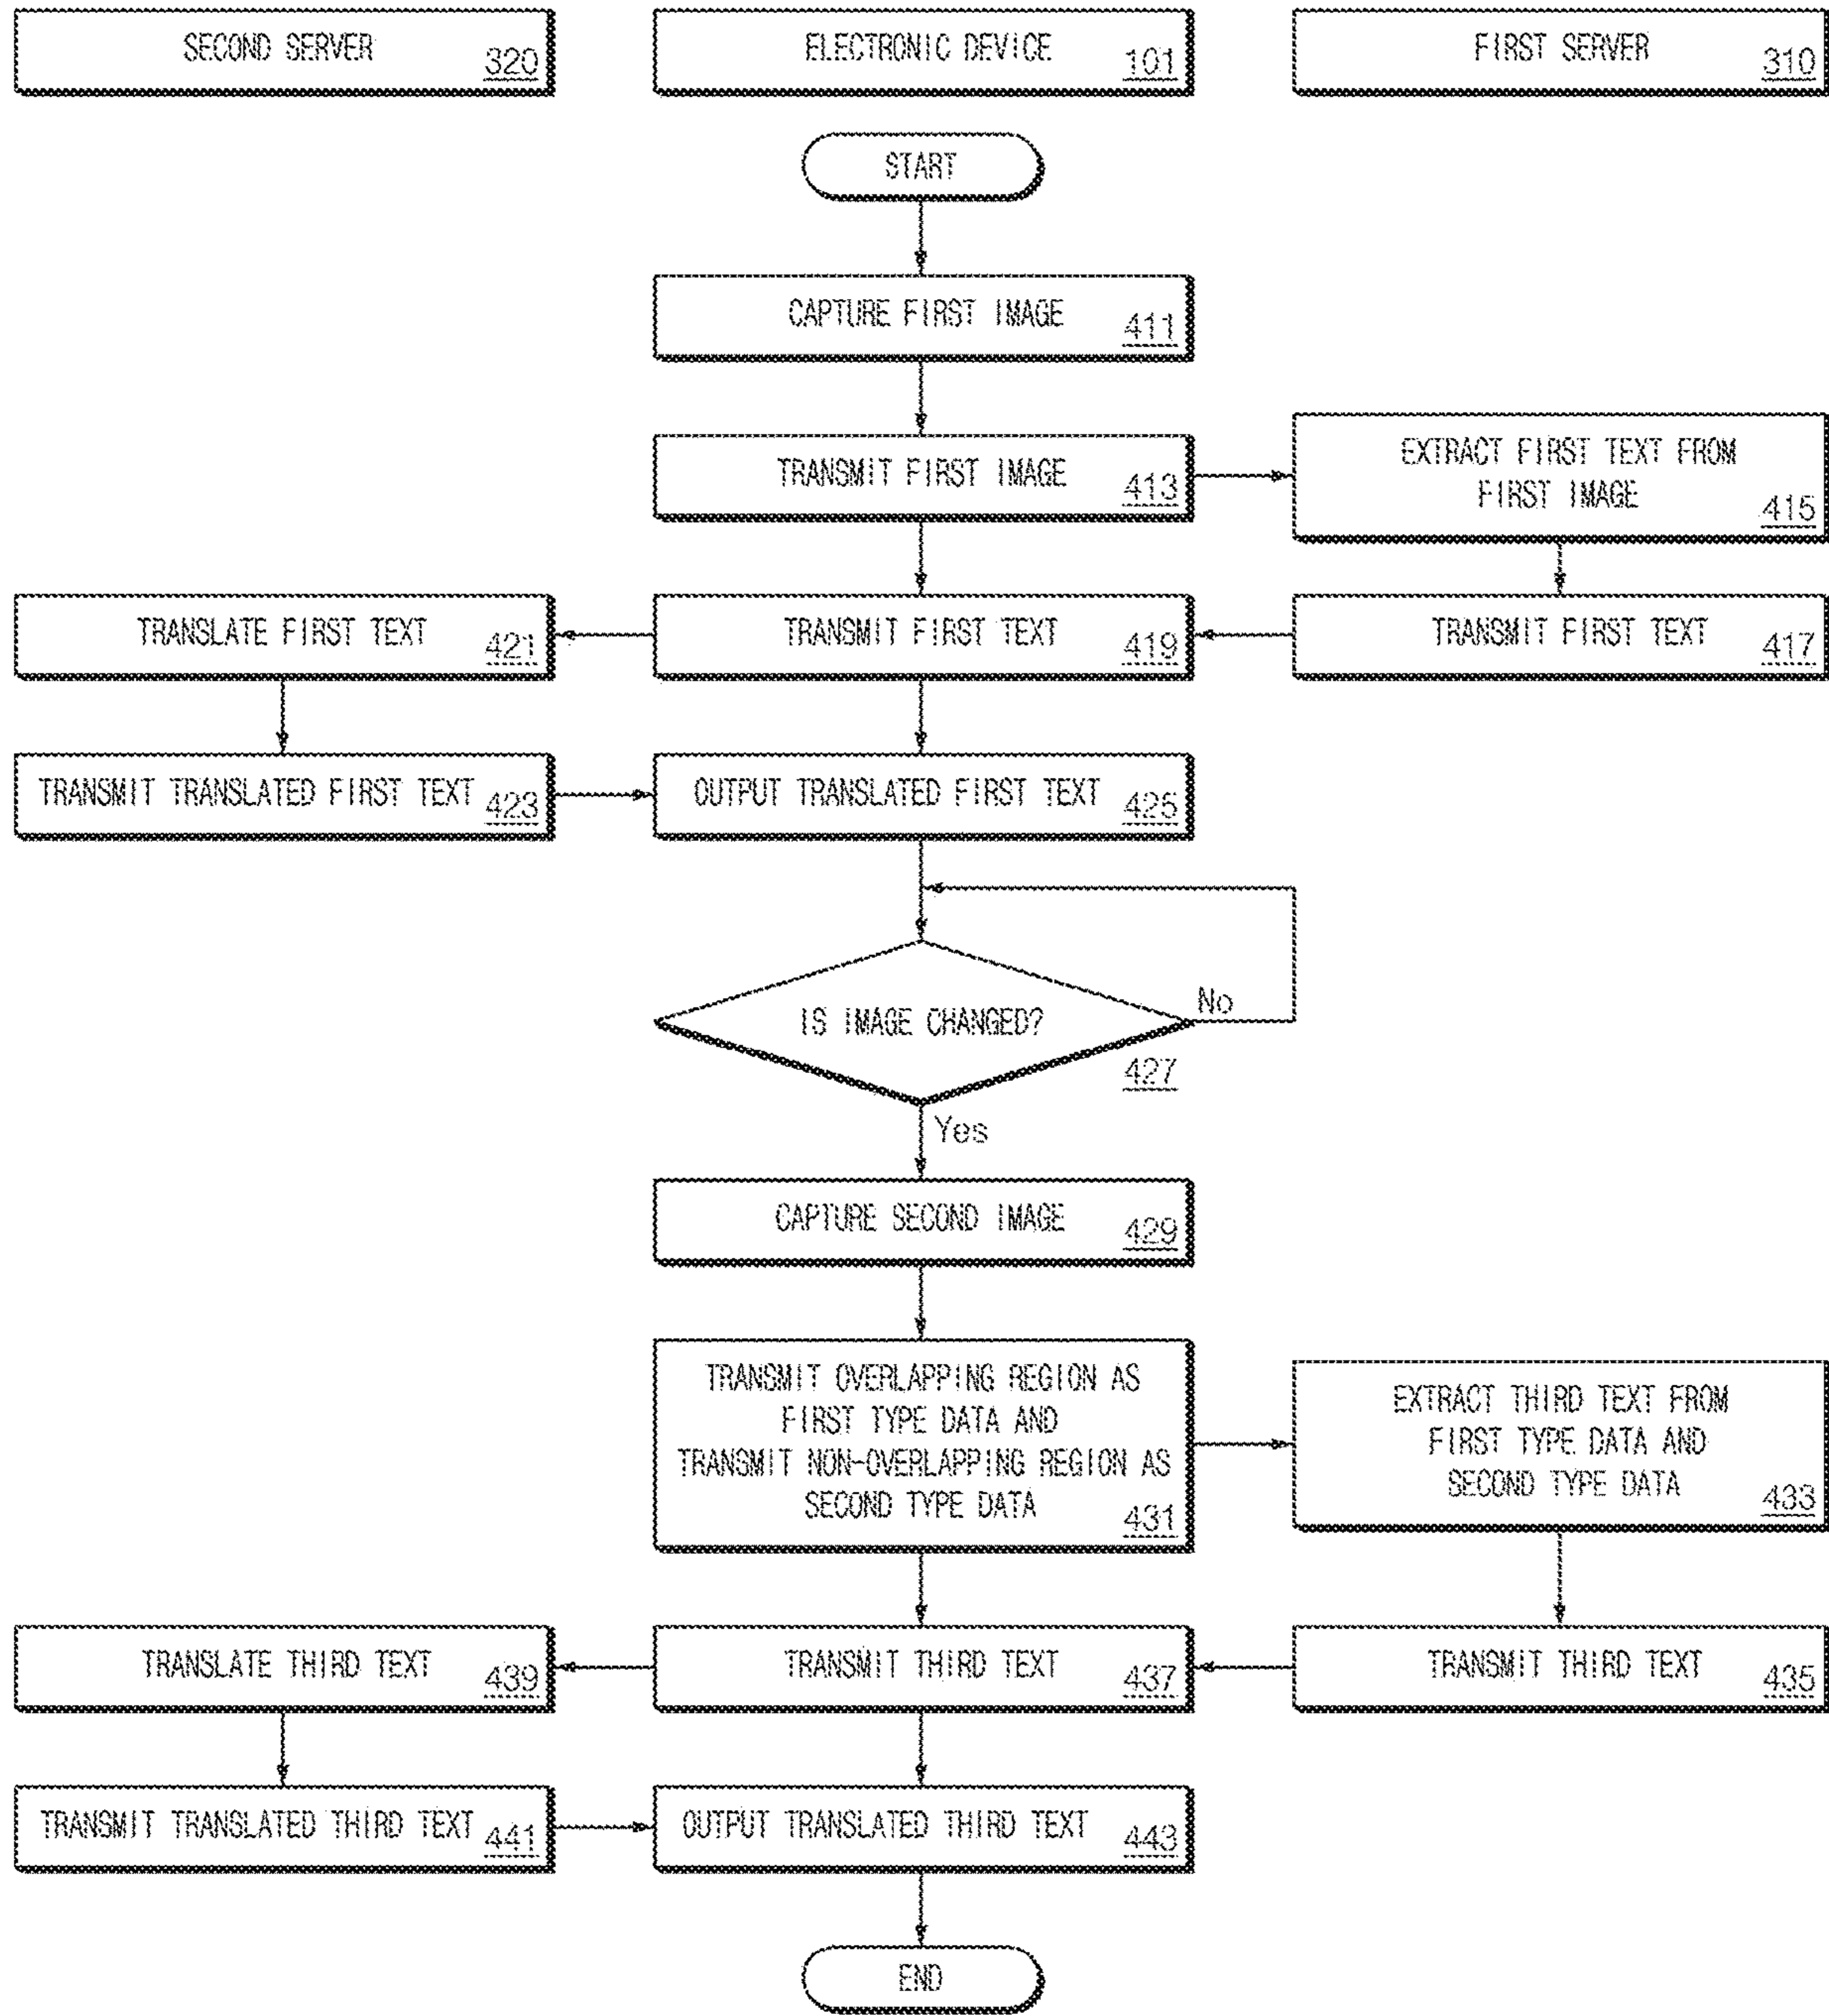 SECOND SERVER 320
ELECTRONIC DEVICE 101
FIRST SERVER 310
START
CAPTURE FIRST IMAGE 411
TRANSMIT FIRST IMAGE 413
EXTRACT FIRST TEXT FROM
FIRST IMAGE 415
TRANSLATE FIRST TEXT 421
TRANSMIT FIRST TEXT 419
TRANSMIT FIRST TEXT 417
TRANSMIT TRANSLATED FIRST TEXT 423
OUTPUT TRANSLATED FIRST TEXT 425
IS IMAGE CHANGED?
No
427
Yes
CAPTURE SECOND IMAGE 429
TRANSMIT OVERLAPPING REGION AS
FIRST TYPE DATA AND
TRANSMIT NON-OVERLAPPING REGION AS
SECOND TYPE DATA 431
EXTRACT THIRD TEXT FROM
FIRST TYPE DATA AND
SECOND TYPE DATA 433
TRANSLATE THIRD TEXT 439
TRANSMIT THIRD TEXT 437
TRANSMIT THIRD TEXT 435
TRANSMIT TRANSLATED THIRD TEXT 441
OUTPUT TRANSLATED THIRD TEXT 443
END